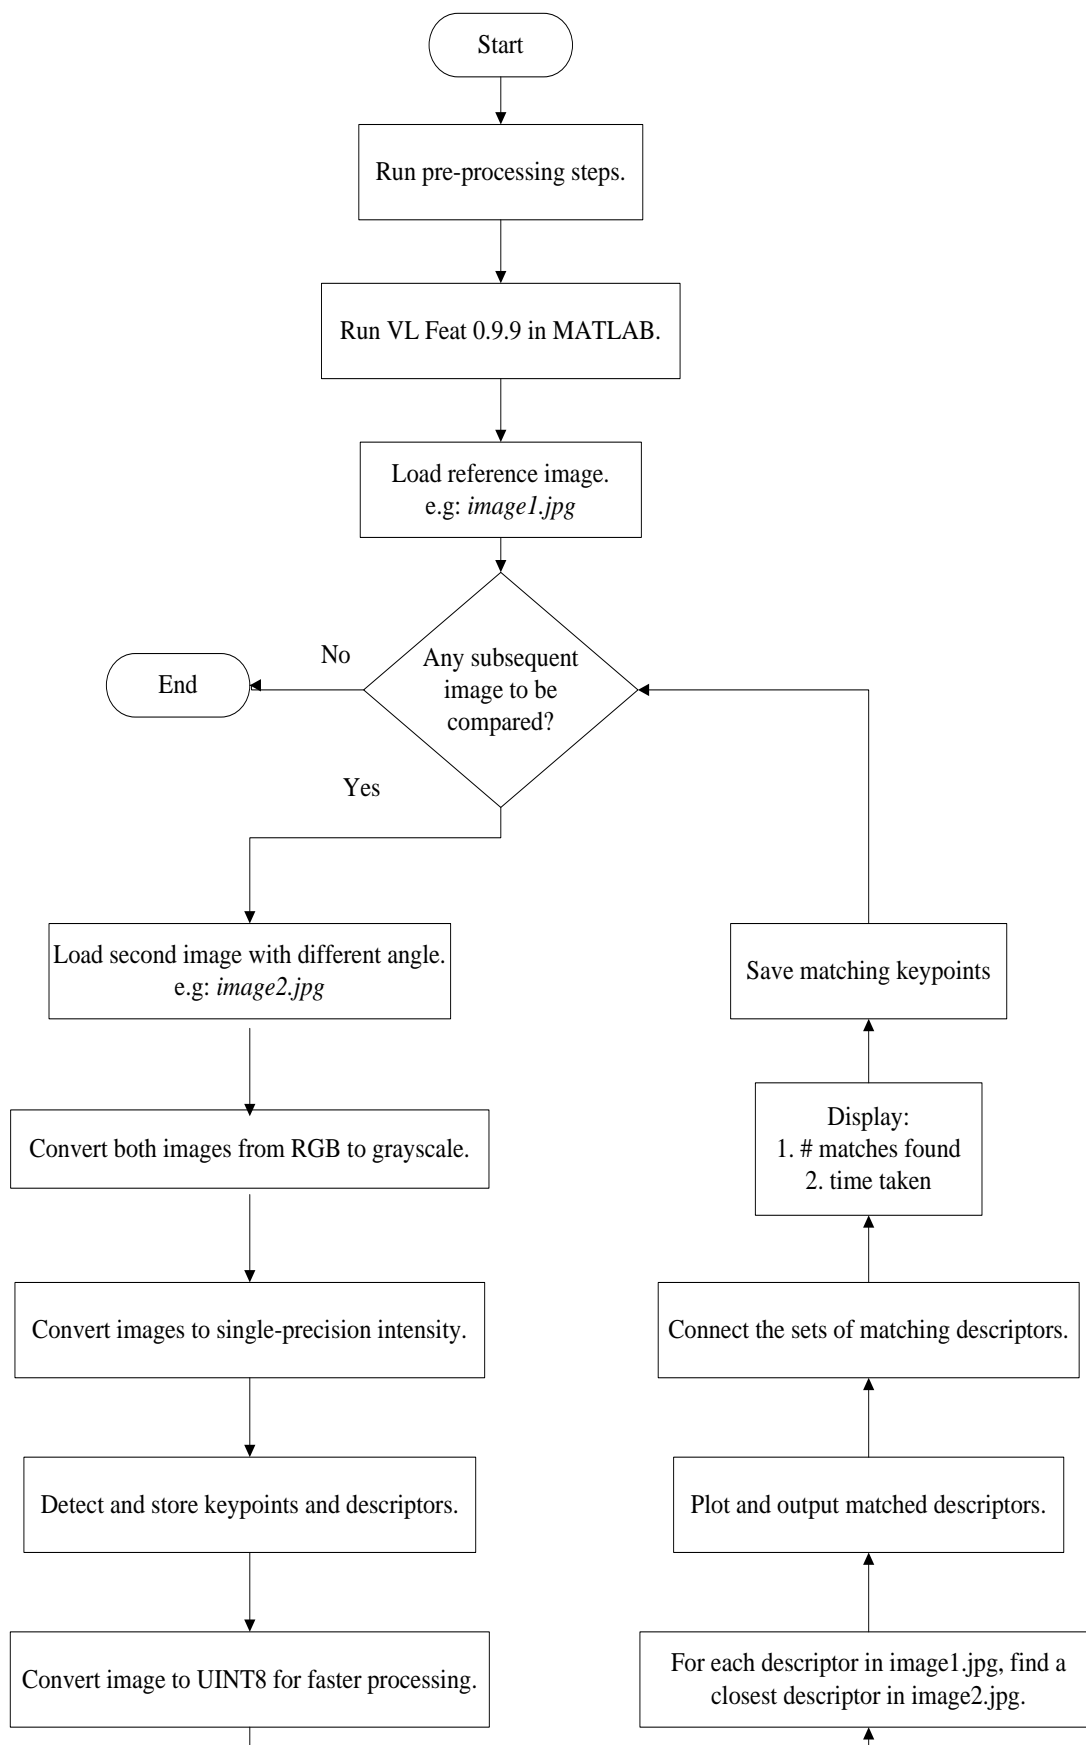 Start
Run pre-processing steps.
Run VL Feat 0.9.9 in MATLAB.
Load reference image.
e.g: image1.jpg
Any subsequent
image to be
compared?
No
End
Yes
Load second image with different angle.
e.g: image2.jpg
Convert both images from RGB to grayscale.
Convert images to single-precision intensity.
Detect and store keypoints and descriptors.
Convert image to UINT8 for faster processing.
For each descriptor in image1.jpg, find a
closest descriptor in image2.jpg.
Plot and output matched descriptors.
Connect the sets of matching descriptors.
Display:
1. # matches found
2. time taken
Save matching keypoints